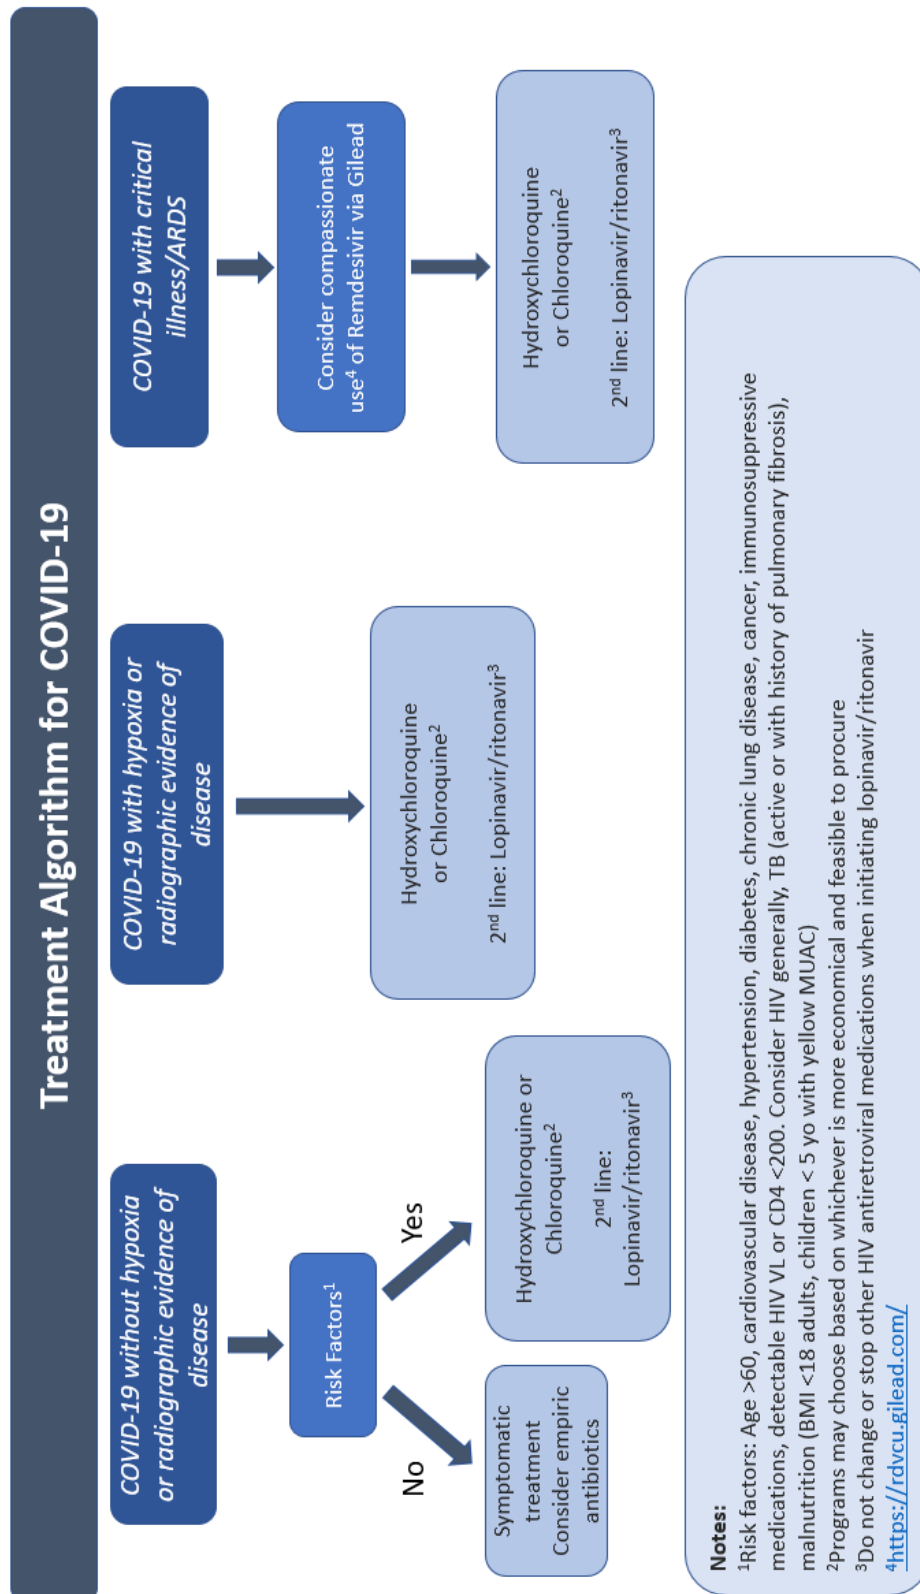 Treatment Algorithm for COVID-19
COVID-19 without hypoxia
or radiographic evidence of
disease
Risk Factors¹
No
Yes
Symptomatic
treatment
Consider empiric
antibiotics
Hydroxychloroquine or
Chloroquine²
2nd line:
Lopinavir/ritonavir³
COVID-19 with hypoxia or
radiographic evidence of
disease
Hydroxychloroquine
or Chloroquine²
2nd line: Lopinavir/ritonavir³
COVID-19 with critical
illness/ARDS
Consider compassionate
use⁴ of Remdesivir via Gilead
Hydroxychloroquine
or Chloroquine²
2nd line: Lopinavir/ritonavir³
Notes:
¹Risk factors: Age >60, cardiovascular disease, hypertension, diabetes, chronic lung disease, cancer, immunosuppressive
medications, detectable HIV VL or CD4 <200. Consider HIV generally, TB (active or with history of pulmonary fibrosis),
malnutrition (BMI <18 adults, children < 5 yo with yellow MUAC)
²Programs may choose based on whichever is more economical and feasible to procure
³Do not change or stop other HIV antiretroviral medications when initiating lopinavir/ritonavir
⁴https://rdvcu.gilead.com/